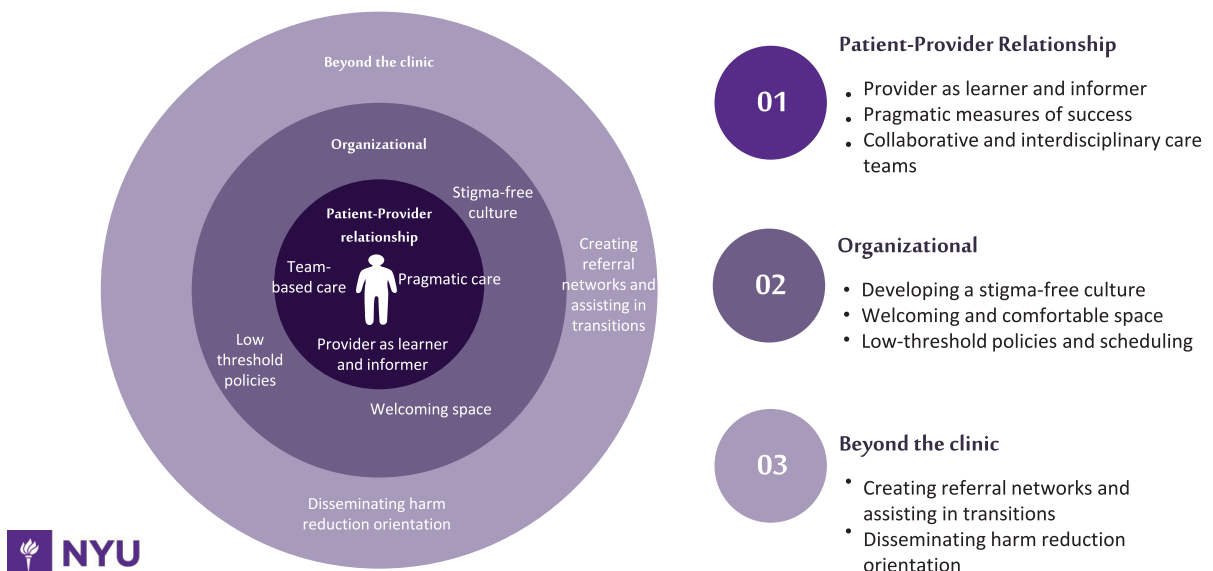 Beyond the clinic
Organizational
Stigma-free
culture
Patient-Provider
relationship
Team-
based care
Pragmatic care
Creating
referral
networks and
assisting in
transitions
Low
threshold
policies
Provider as learner
and informer
Welcoming space
Disseminating harm
reduction orientation
NYU
01
Patient-Provider Relationship
• Provider as learner and informer
• Pragmatic measures of success
• Collaborative and interdisciplinary care
teams
02
Organizational
• Developing a stigma-free culture
• Welcoming and comfortable space
• Low-threshold policies and scheduling
03
Beyond the clinic
• Creating referral networks and
assisting in transitions
• Disseminating harm reduction
orientation